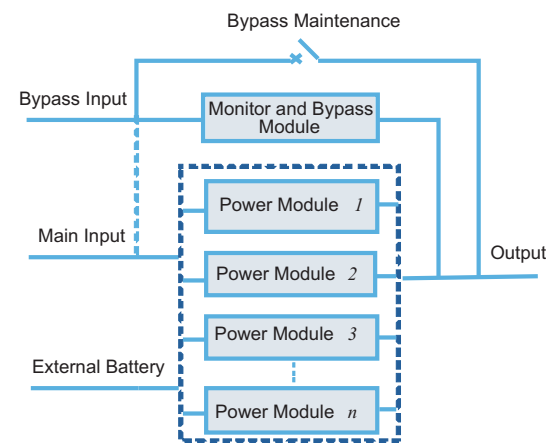 Bypass Maintenance
Bypass Input
Monitor and Bypass
Module
Power Module 1
Main Input
Output
Power Module 2
Power Module 3
External Battery
Power Module n